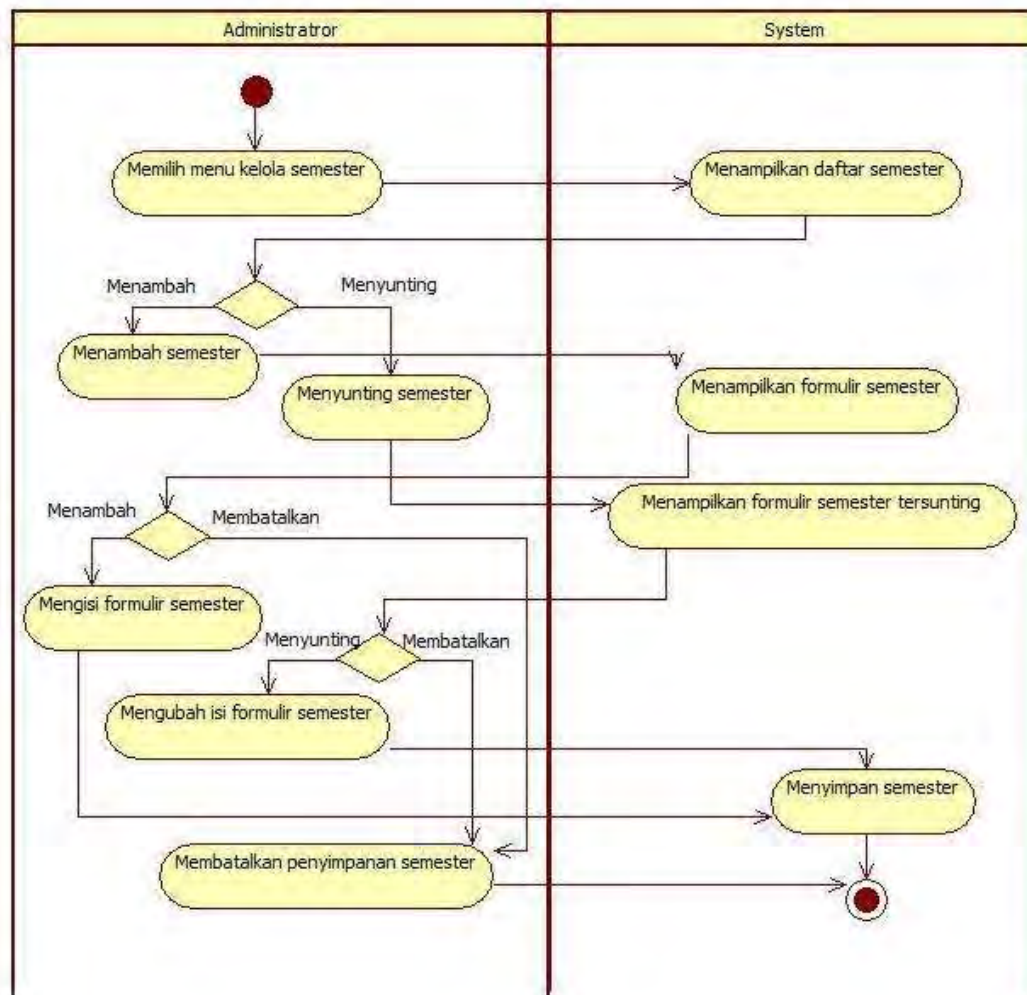 Administratror
System
Memilih menu kelola semester
Menampilkan daftar semester
Menambah
Menyunting
Menambah semester
Menyunting semester
Menampilkan formulir semester
Menampilkan formulir semester tersunting
Menambah
Membatalkan
Mengisi formulir semester
Menyunting
Membatalkan
Mengubah isi formulir semester
Menyimpan semester
Membatalkan penyimpanan semester